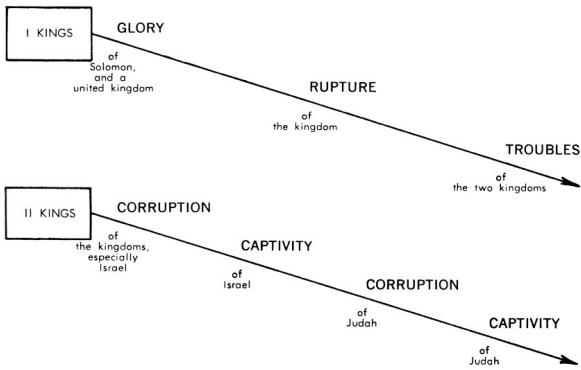 I KINGS
GLORY
of
Solomon,
and a
united kingdom
RUPTURE
of
the kingdom
TROUBLES
of
the two kingdoms
II KINGS
CORRUPTION
of
the kingdoms,
especially
Israel
CAPTIVITY
of
Israel
CORRUPTION
of
Judah
CAPTIVITY
of
Judah